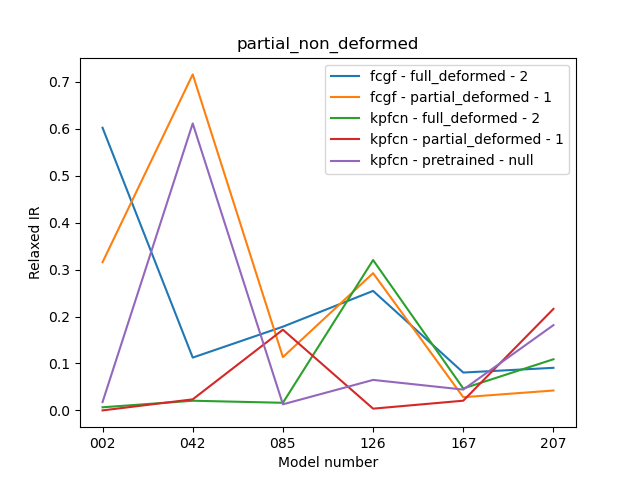 partial_non_deformed
fcgf - full_deformed - 2
fcgf - partial_deformed - 1
kpfcn - full_deformed - 2
kpfcn - partial_deformed - 1
kpfcn - pretrained - null
Relaxed IR
0.7
0.6
0.5
0.4
0.3
0.2
0.1
0.0
002 042 085 126 167 207
Model number